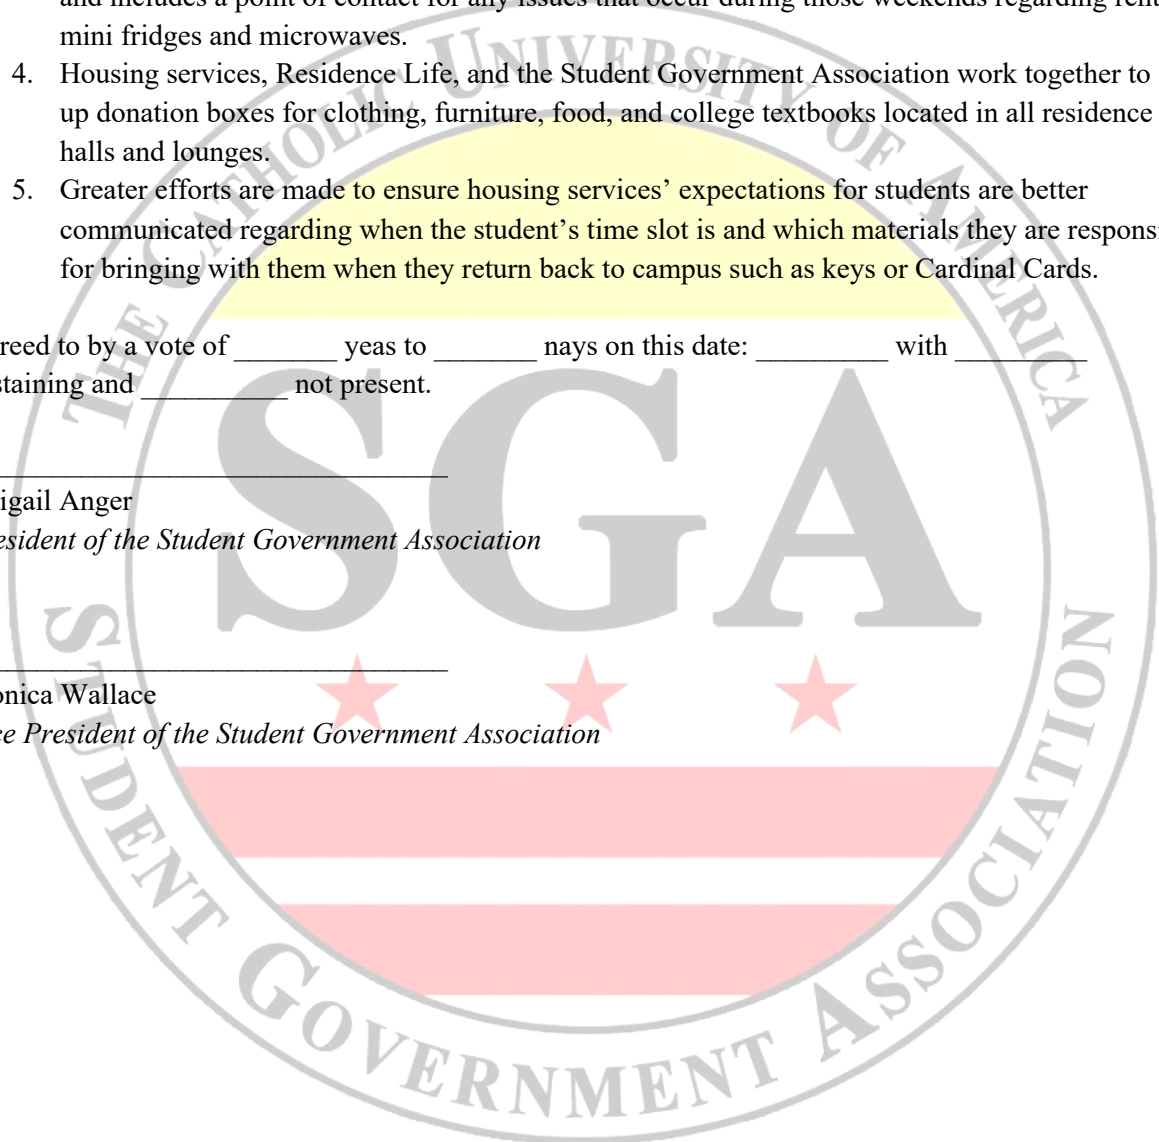 and includes a point of contact for any issues that occur during those weekends regarding rent
mini fridges and microwaves.
4. Housing services, Residence Life, and the Student Government Association work together to
up donation boxes for clothing, furniture, food, and college textbooks located in all residence
halls and lounges.
5. Greater efforts are made to ensure housing services’ expectations for students are better
communicated regarding when the student’s time slot is and which materials they are respons
for bringing with them when they return back to campus such as keys or Cardinal Cards.
reed to by a vote of _______ yeas to _______ nays on this date: _________ with _________
staining and __________ not present.
igail Anger
esident of the Student Government Association
onica Wallace
ce President of the Student Government Association
THE CATHOLIC UNIVERSITY OF AMERICA
SGA
STUDENT GOVERNMENT ASSOCIATION